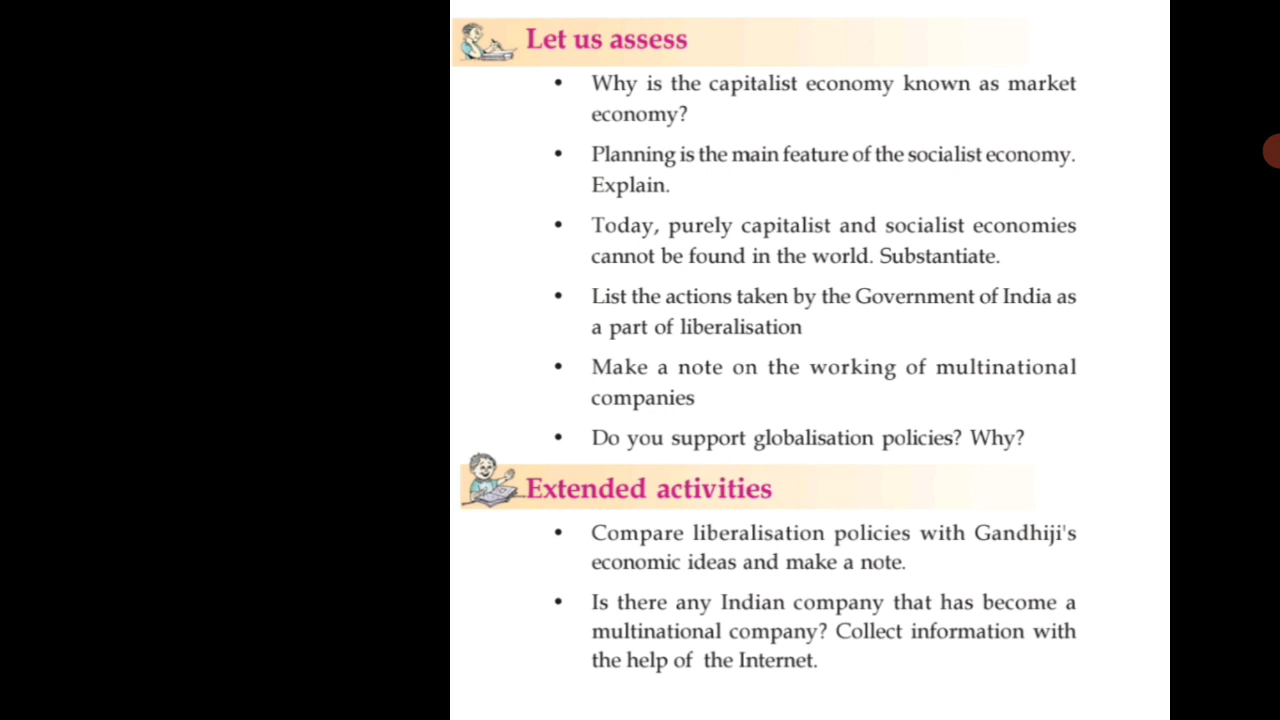 Let us assess
• Why is the capitalist economy known as market
economy?
• Planning is the main feature of the socialist economy.
Explain.
• Today, purely capitalist and socialist economies
cannot be found in the world. Substantiate.
• List the actions taken by the Government of India as
a part of liberalisation
• Make a note on the working of multinational
companies
• Do you support globalisation policies? Why?
Extended activities
• Compare liberalisation policies with Gandhiji's
economic ideas and make a note.
• Is there any Indian company that has become a
multinational company? Collect information with
the help of the Internet.